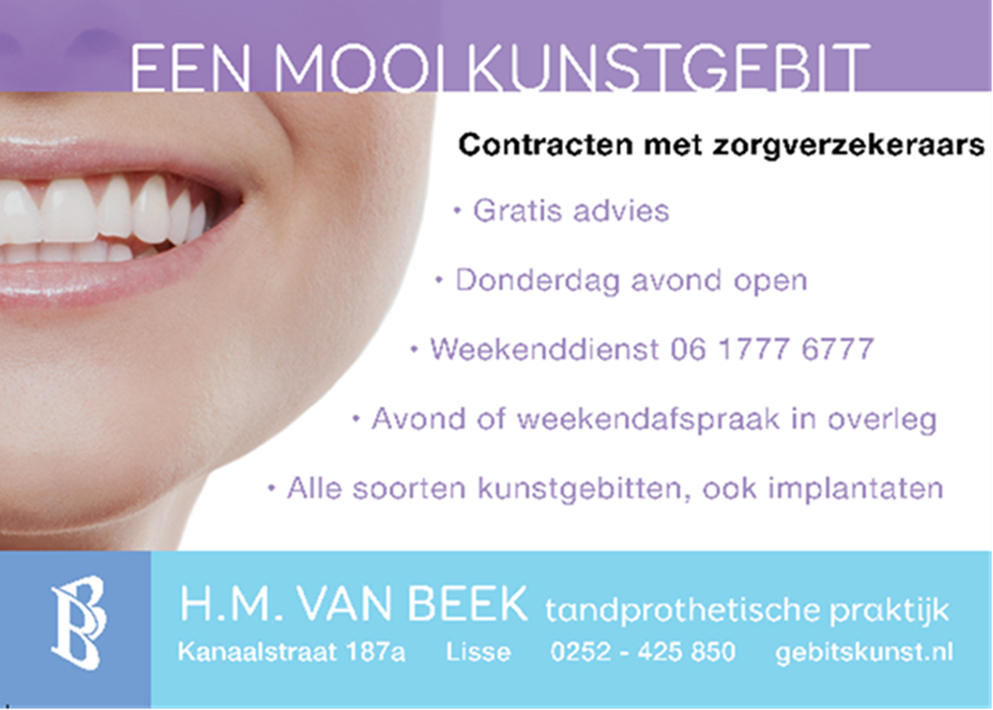 EEN MOOI KUNSTGEBIT
Contracten met zorgverzekeraars
• Gratis advies
• Donderdag avond open
• Weekenddienst 06 1777 6777
• Avond of weekendafspraak in overleg
• Alle soorten kunstgebitten, ook implantaten
H.M. VAN BEEK tandprothetische praktijk
Kanaalstraat 187a Lisse 0252 - 425 850 gebitskunst.nl